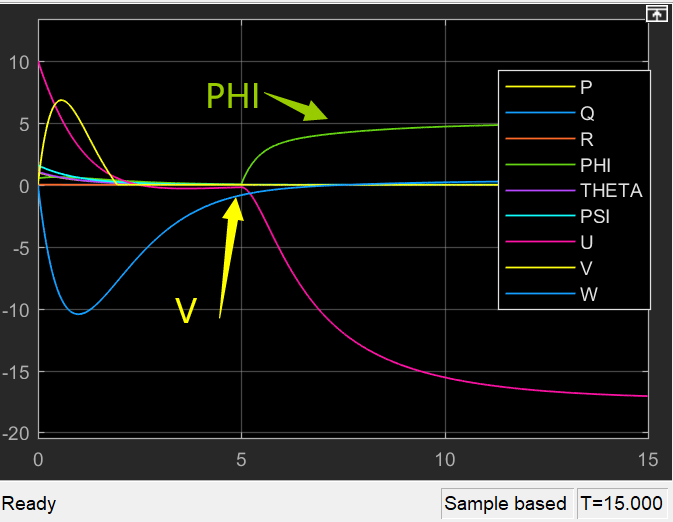 10
5
0
-5
-10
-15
-20
0
5
10
15
PHI
V
P
Q
R
PHI
THETA
PSI
U
V
W
Ready
Sample based
T=15.000